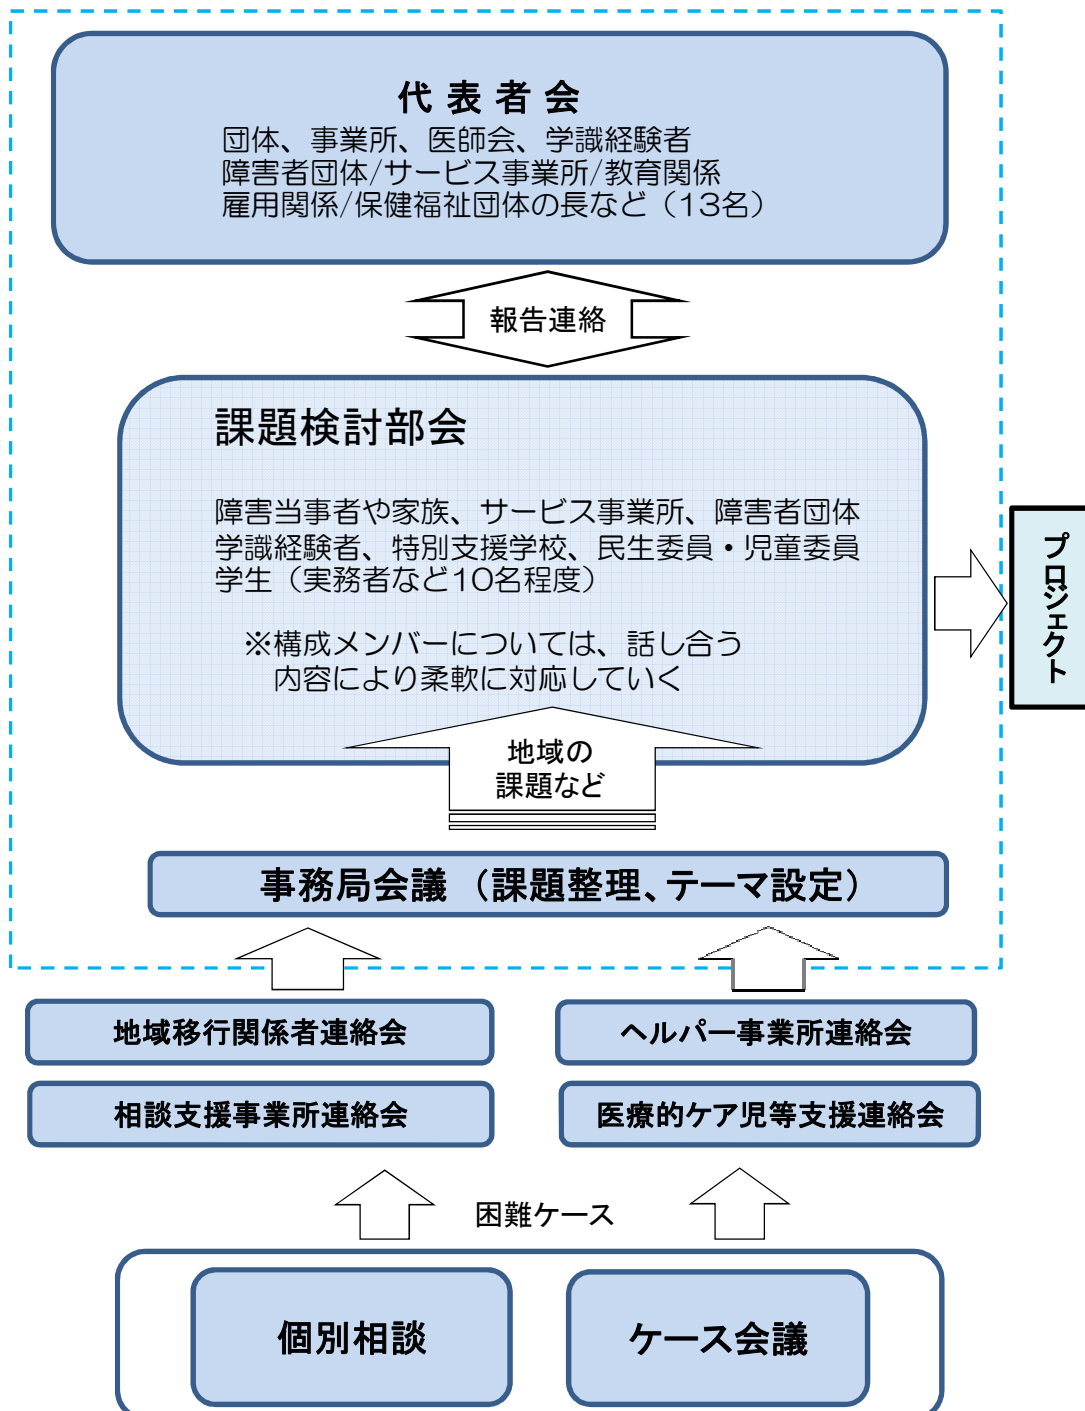 代 表 者 会
団体、事業所、医師会、学識経験者
障害者団体/サービス事業所/教育関係
雇用関係/保健福祉団体の長など（13名）
報告連絡
課題検討部会
障害当事者や家族、サービス事業所、障害者団体
学識経験者、特別支援学校、民生委員・児童委員
学生（実務者など10名程度）
※構成メンバーについては、話し合う
内容により柔軟に対応していく
プロジェクト
地域の
課題など
事務局会議 （課題整理、テーマ設定）
地域移行関係者連絡会
ヘルパー事業所連絡会
相談支援事業所連絡会
医療的ケア児等支援連絡会
困難ケース
個別相談
ケース会議